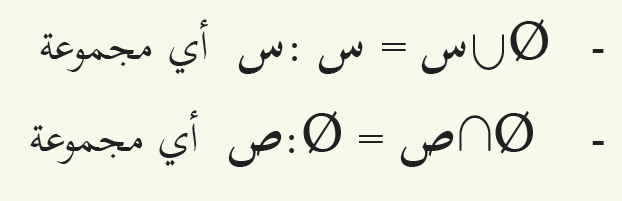 - Ø∪س = س : س أي مجموعة
- Ø∩ص = Ø : ص أي مجموعة